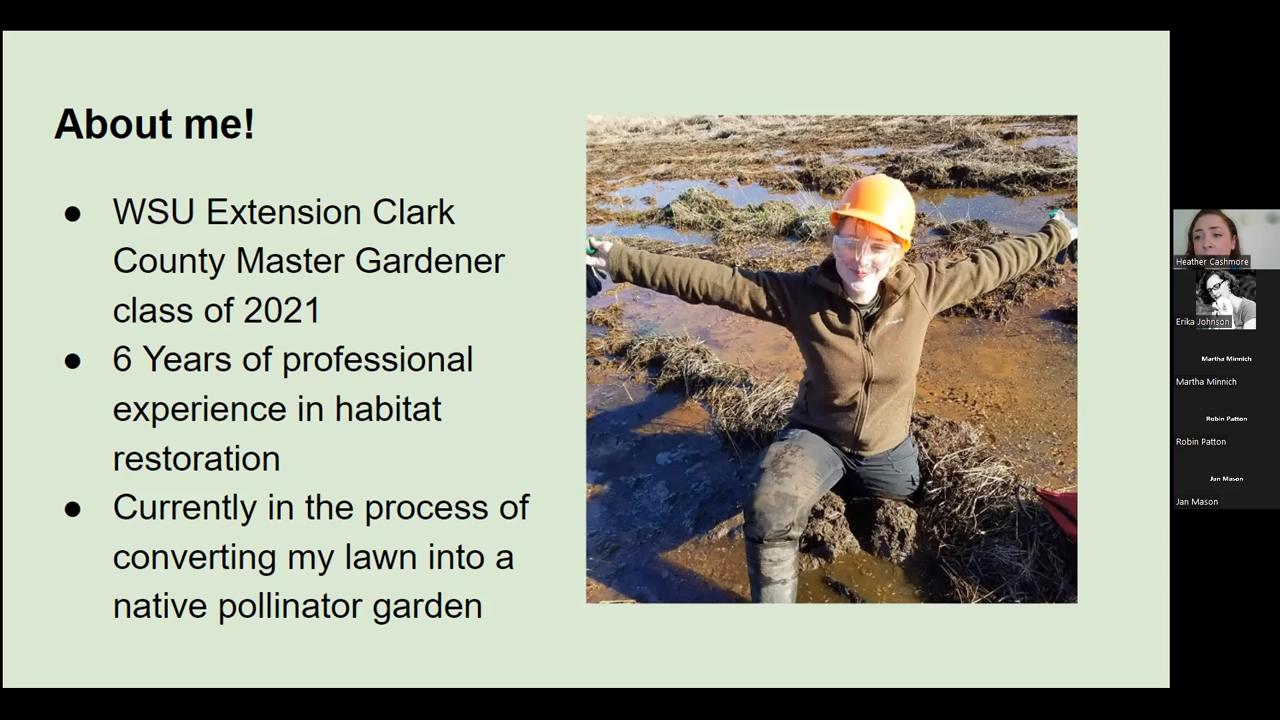 About me!
● WSU Extension Clark
County Master Gardener
class of 2021
● 6 Years of professional
experience in habitat
restoration
● Currently in the process of
converting my lawn into a
native pollinator garden
Heather Cashmore
Erika Johnson
Martha Minnich
Martha Minnich
Robin Patton
Robin Patton
Jan Mason
Jan Mason